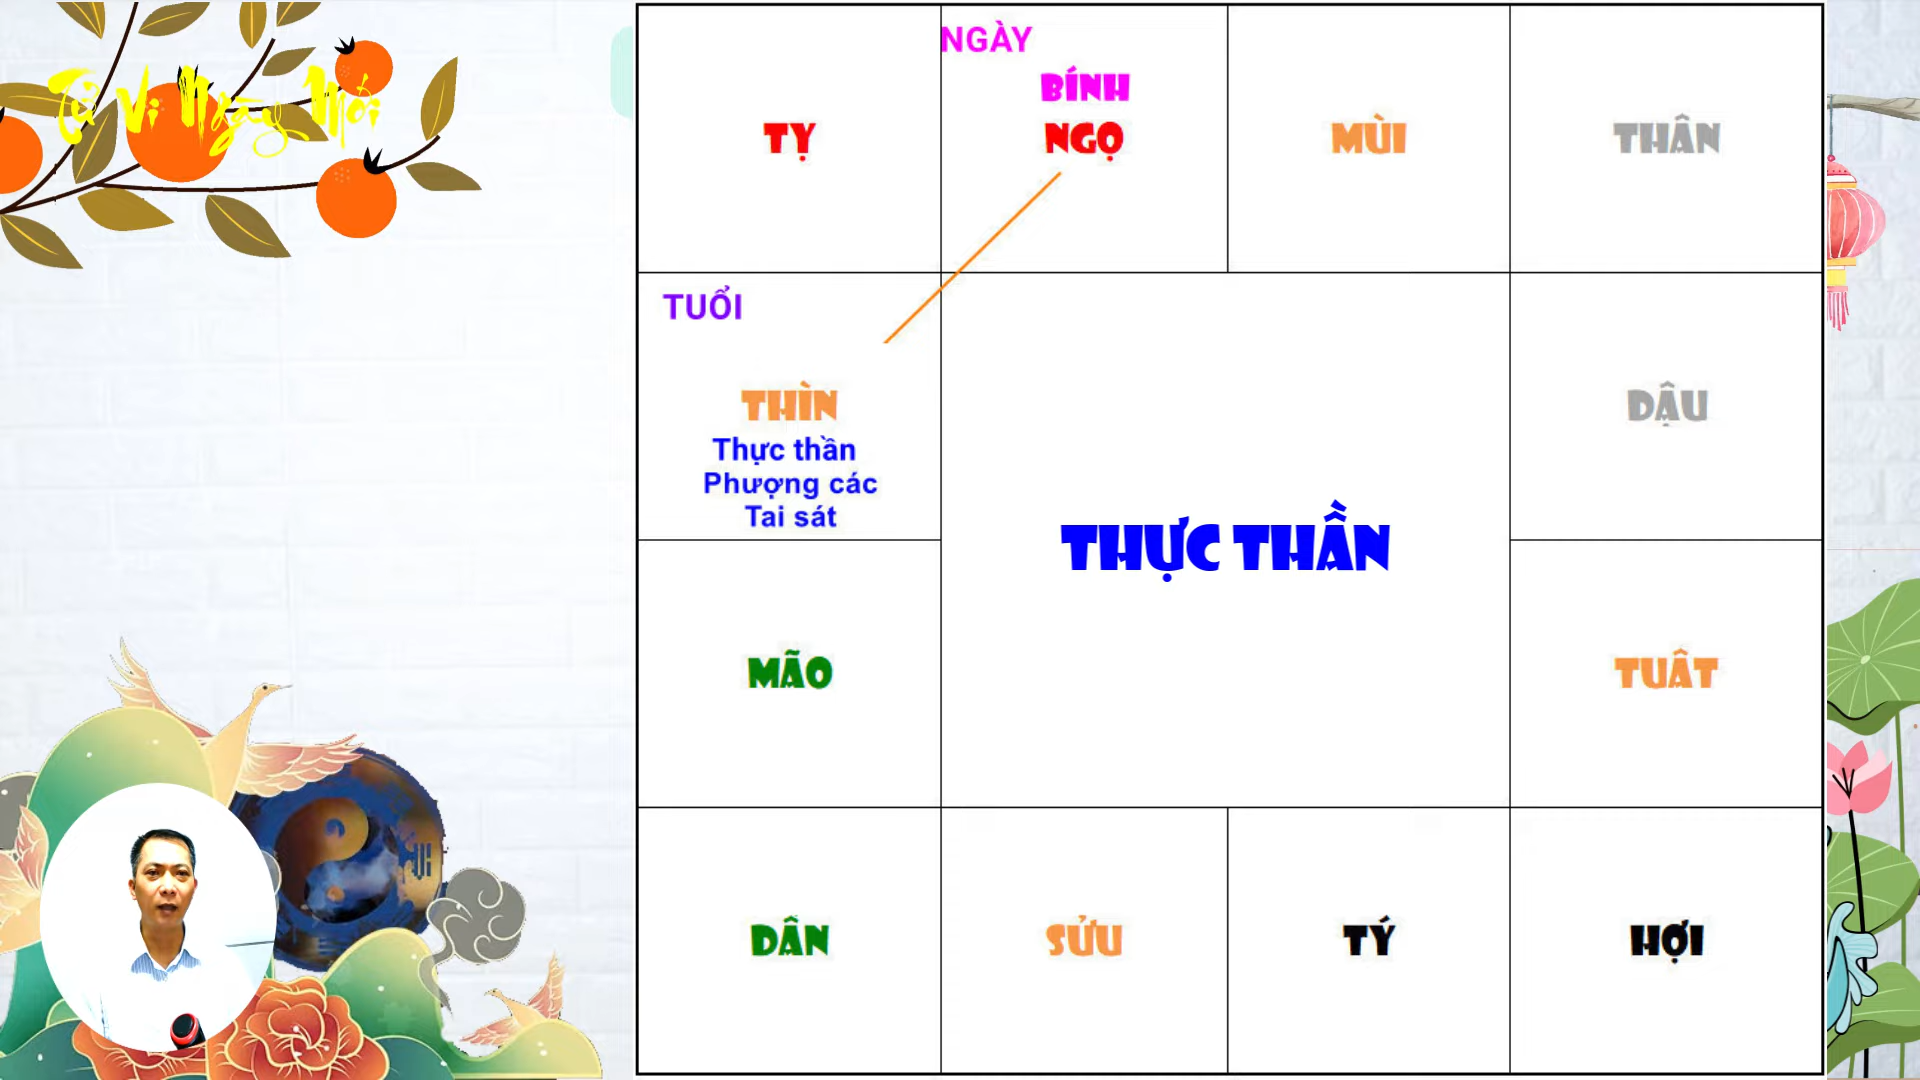 Tử Vi Ngày Mới
NGÀY
BÍNH
TỴ
NGỌ
MÙI
THÂN
TUỔI
THÌN
Thực thần
Phượng các
Tai sát
DẬU
THỰC THẦN
MÃO
TUẤT
DẦN
SỬU
TÝ
HỢI